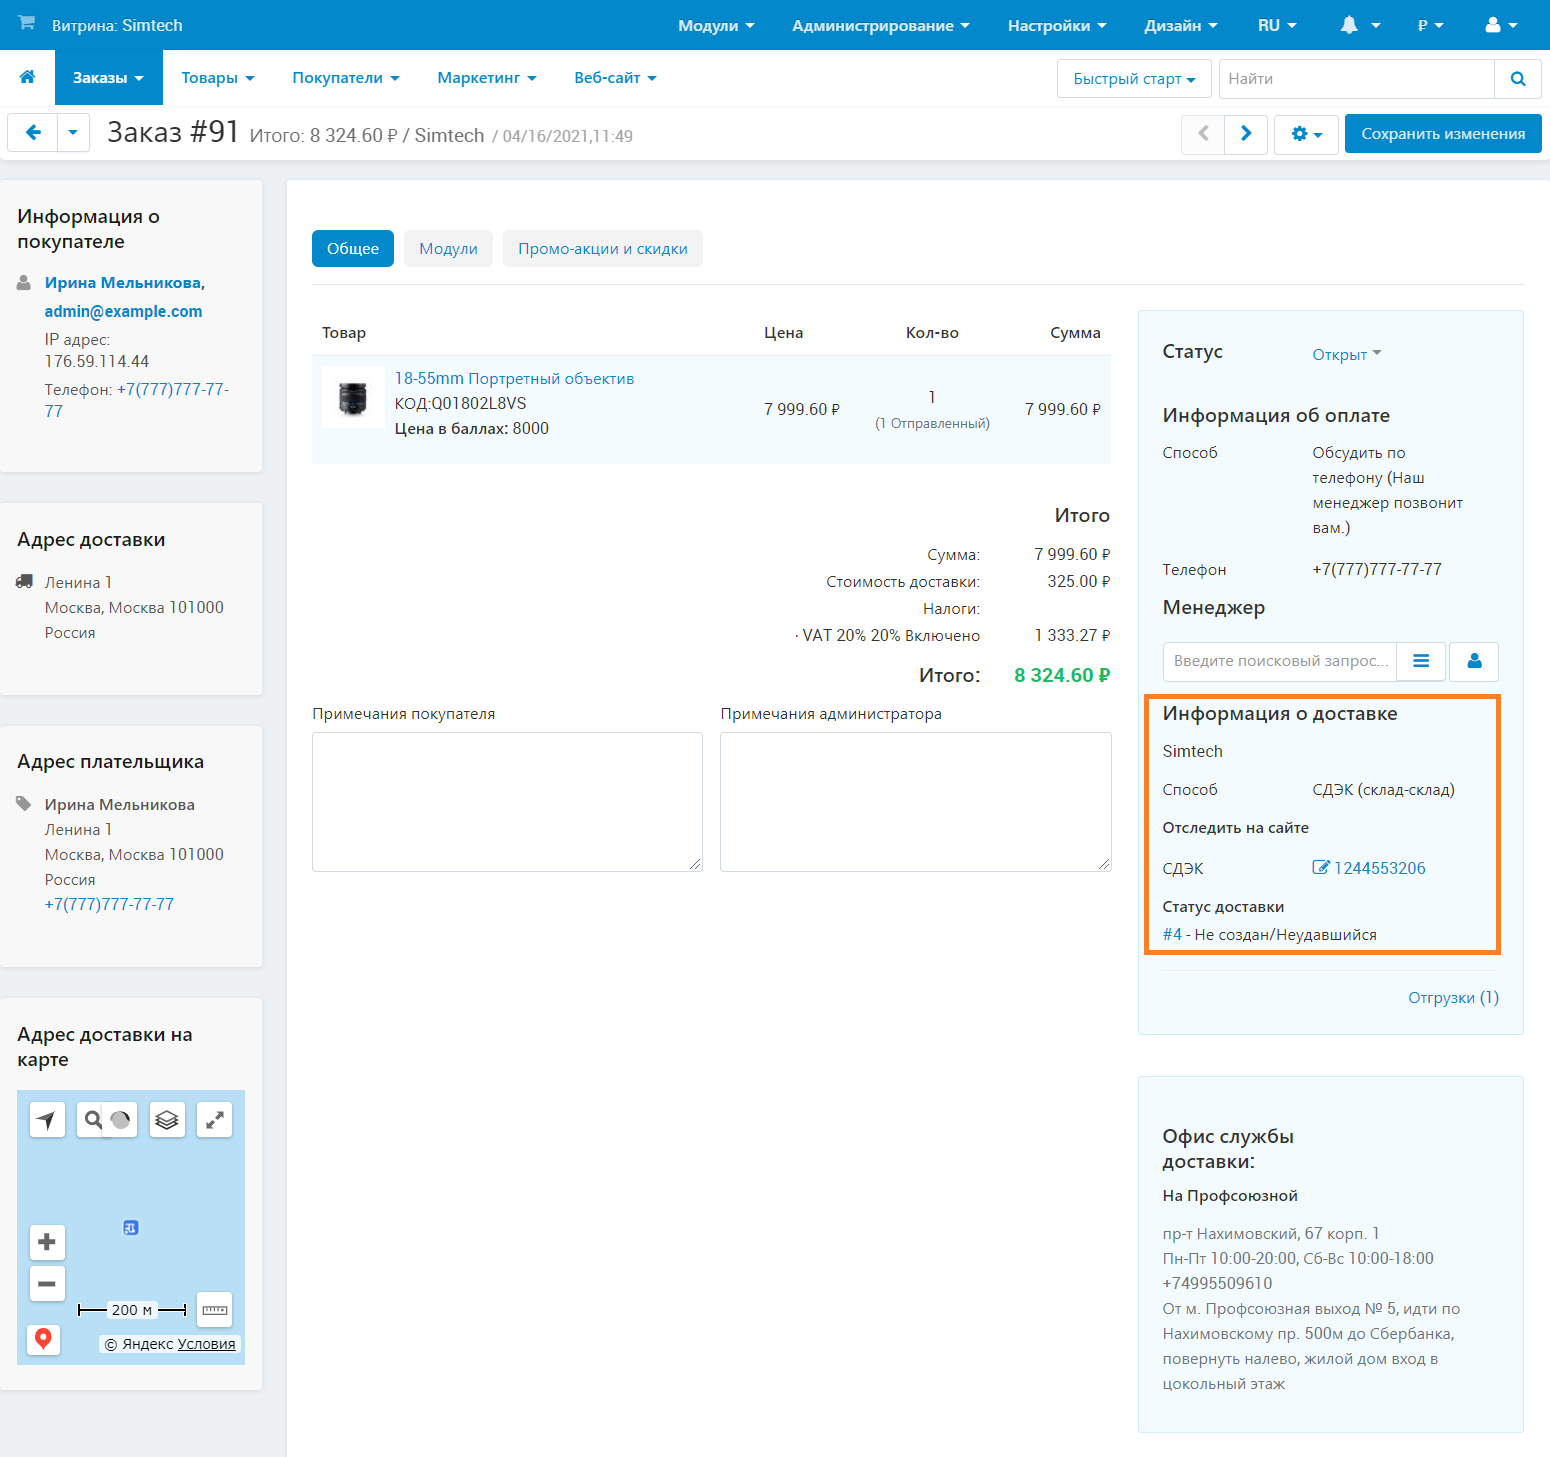 Витрина: Simtech
Модули
Администрирование
Настройки
Дизайн
RU
₽
Заказы
Товары
Покупатели
Маркетинг
Веб-сайт
Быстрый старт
Найти
Заказ #91 Итого: 8 324.60 ₽ / Simtech / 04/16/2021,11:49
Сохранить изменения
Информация о
покупателе
Ирина Мельникова,
admin@example.com
IP адрес:
176.59.114.44
Телефон: +7(777)777-77-
77
Адрес доставки
Ленина 1
Москва, Москва 101000
Россия
Адрес плательщика
Ирина Мельникова
Ленина 1
Москва, Москва 101000
Россия
+7(777)777-77-77
Адрес доставки на
карте
200 м
© Яндекс Условия
Общее
Модули
Промо-акции и скидки
Товар Цена Кол-во Сумма
18-55mm Портретный объектив
КОД:Q01802L8VS
Цена в баллах: 8000
7 999.60 ₽
1
(1 Отправленный)
7 999.60 ₽
Итого
Сумма: 7 999.60 ₽
Стоимость доставки: 325.00 ₽
Налоги:
· VAT 20% 20% Включено 1 333.27 ₽
Итого: 8 324.60 ₽
Примечания покупателя
Примечания администратора
Статус Открыт
Информация об оплате
Способ Обсудить по
телефону (Наш
менеджер позвонит
вам.)
Телефон +7(777)777-77-77
Менеджер
Введите поисковый запрос...
Информация о доставке
Simtech
Способ СДЭК (склад-склад)
Отследить на сайте
СДЭК 1244553206
Статус доставки
#4 - Не создан/Неудавшийся
Отгрузки (1)
Офис службы
доставки:
На Профсоюзной
пр-т Нахимовский, 67 корп. 1
Пн-Пт 10:00-20:00, Сб-Вс 10:00-18:00
+74995509610
От м. Профсоюзная выход № 5, идти по
Нахимовскому пр. 500м до Сбербанка,
повернуть налево, жилой дом вход в
цокольный этаж